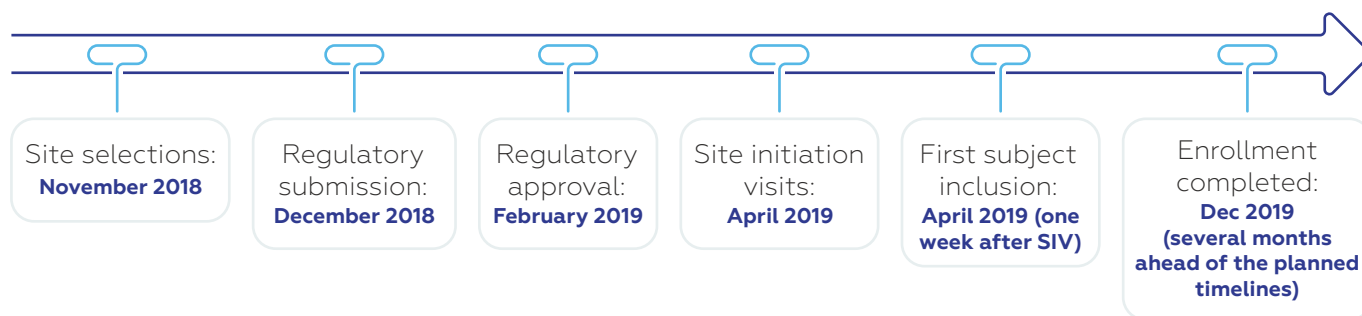 Site selections:
November 2018
Regulatory
submission:
December 2018
Regulatory
approval:
February 2019
Site initiation
visits:
April 2019
First subject
inclusion:
April 2019 (one
week after SIV)
Enrollment
completed:
Dec 2019
(several months
ahead of the planned
timelines)